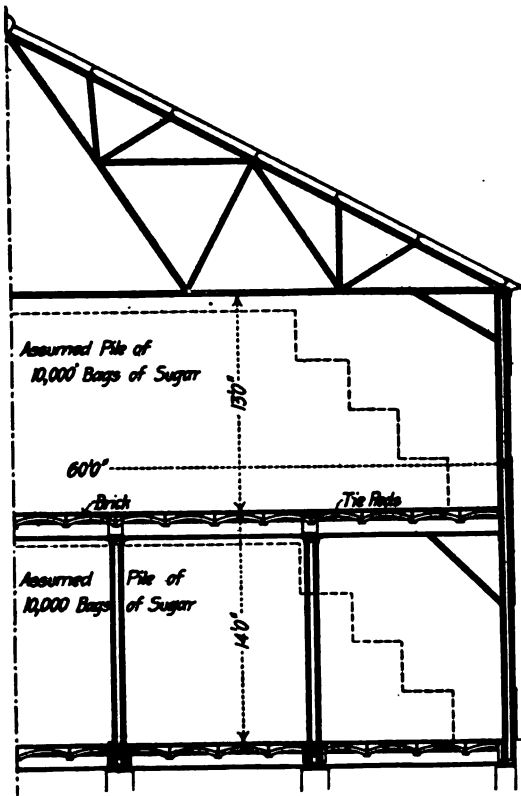 Assumed Pile of
10,000 Bags of Sugar
13'0"
60'0"
Brick
Tie Rods
Assumed Pile of
10,000 Bags of Sugar
14'0"